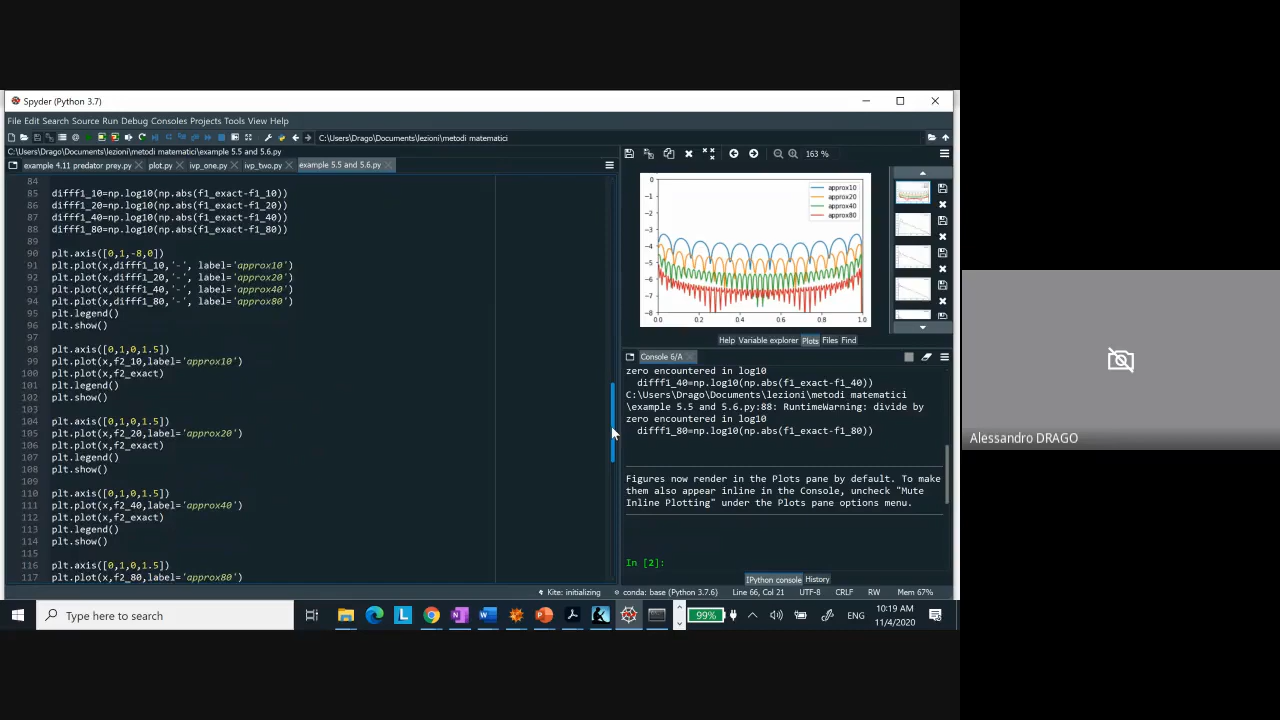 Spyder (Python 3.7)
File Edit Search Source Run Debug Consoles Projects Tools View Help
C:\Users\Drago\Documents\lezioni\metodi matematici
C:\Users\Drago\Documents\lezioni\metodi matematici\example 5.5 and 5.6.py
example 4.11 predator prey.py
plot.py
ivp_one.py
ivp_two.py
example 5.5 and 5.6.py
84
85 difff1_10=np.log10(np.abs(f1_exact-f1_10))
86 difff1_20=np.log10(np.abs(f1_exact-f1_20))
87 difff1_40=np.log10(np.abs(f1_exact-f1_40))
88 difff1_80=np.log10(np.abs(f1_exact-f1_80))
89
90 plt.axis([0,1,-8,0])
91 plt.plot(x,difff1_10,'-', label='approx10')
92 plt.plot(x,difff1_20,'-', label='approx20')
93 plt.plot(x,difff1_40,'-', label='approx40')
94 plt.plot(x,difff1_80,'-', label='approx80')
95 plt.legend()
96 plt.show()
97
98 plt.axis([0,1,0,1.5])
99 plt.plot(x,f2_10,label='approx10')
100 plt.plot(x,f2_exact)
101 plt.legend()
102 plt.show()
103
104 plt.axis([0,1,0,1.5])
105 plt.plot(x,f2_20,label='approx20')
106 plt.plot(x,f2_exact)
107 plt.legend()
108 plt.show()
109
110 plt.axis([0,1,0,1.5])
111 plt.plot(x,f2_40,label='approx40')
112 plt.plot(x,f2_exact)
113 plt.legend()
114 plt.show()
115
116 plt.axis([0,1,0,1.5])
117 plt.plot(x,f2_80,label='approx80')
163 %
0
−1
−2
−3
−4
−5
−6
−7
−8
0.0 0.2 0.4 0.6 0.8 1.0
approx10
approx20
approx40
approx80
Help Variable explorer Plots Files Find
Console 6/A
zero encountered in log10
difff1_40=np.log10(np.abs(f1_exact-f1_40))
C:\Users\Drago\Documents\lezioni\metodi matematici
\example 5.5 and 5.6.py:88: RuntimeWarning: divide by
zero encountered in log10
difff1_80=np.log10(np.abs(f1_exact-f1_80))
Figures now render in the Plots pane by default. To make
them also appear inline in the Console, uncheck "Mute
Inline Plotting" under the Plots pane options menu.
In [2]:
IPython console History
Kite: initializing conda: base (Python 3.7.6) Line 66, Col 21 UTF-8 CRLF RW Mem 67%
Type here to search
99%
ENG
10:19 AM
11/4/2020
Alessandro DRAGO